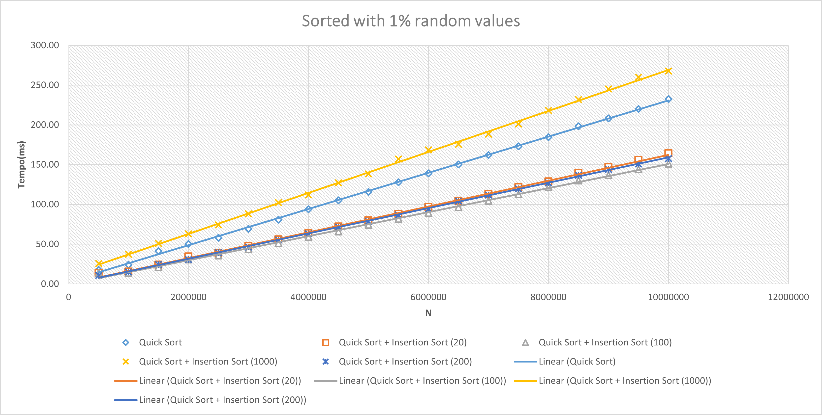 Sorted with 1% random values
300.00
250.00
200.00
150.00
100.00
50.00
0.00
Tempo(ms)
0 2000000 4000000 6000000 8000000 10000000 12000000
N
Quick Sort Quick Sort + Insertion Sort (20) Quick Sort + Insertion Sort (100)
Quick Sort + Insertion Sort (1000) Quick Sort + Insertion Sort (200) Linear (Quick Sort)
Linear (Quick Sort + Insertion Sort (20)) Linear (Quick Sort + Insertion Sort (100)) Linear (Quick Sort + Insertion Sort (1000))
Linear (Quick Sort + Insertion Sort (200))